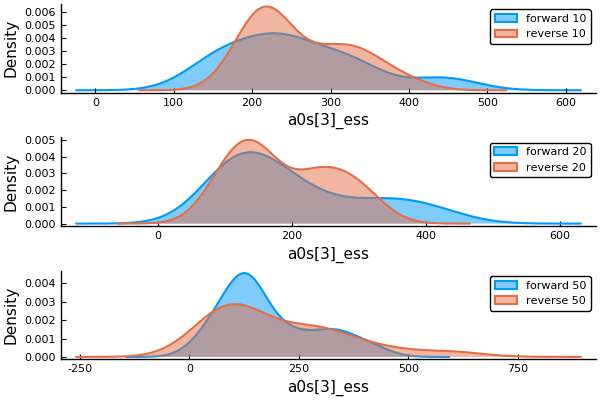 0.006
0.005
0.004
0.003
0.002
0.001
0.000
Density
forward 10
reverse 10
0 100 200 300 400 500 600
a0s[3]_ess
0.005
0.004
0.003
0.002
0.001
0.000
Density
forward 20
reverse 20
0 200 400 600
a0s[3]_ess
0.004
0.003
0.002
0.001
0.000
Density
forward 50
reverse 50
-250 0 250 500 750
a0s[3]_ess